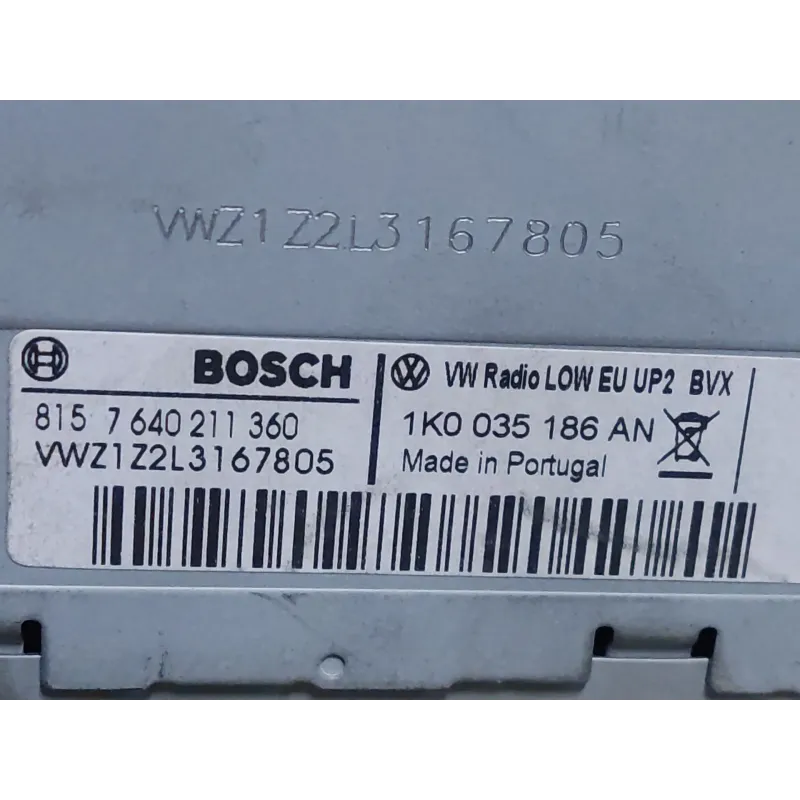 VWZ1Z2L3167805
BOSCH
815 7 640 211 360
VWZ1Z2L3167805
VW Radio LOW EU UP2 BVX
1K0 035 186 AN
Made in Portugal